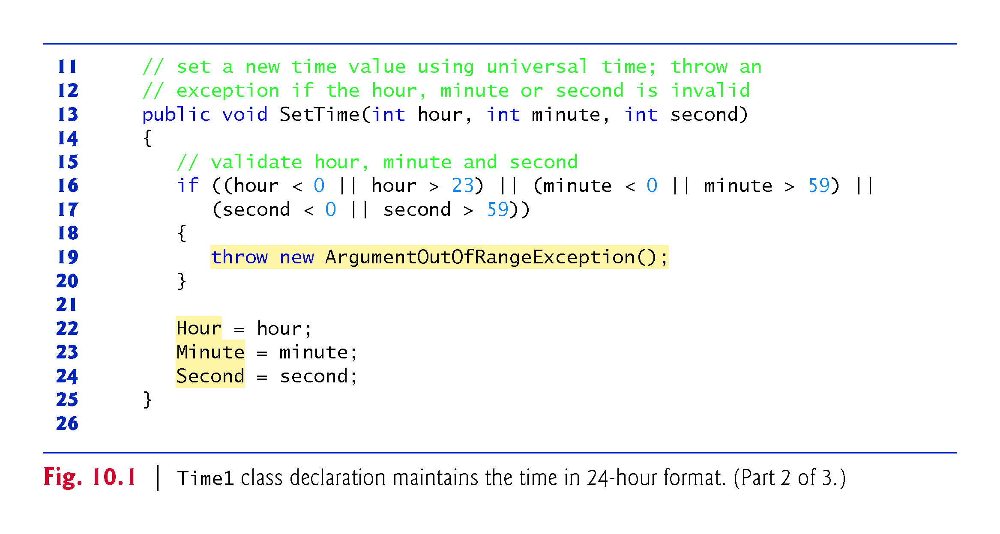 11 // set a new time value using universal time; throw an
12 // exception if the hour, minute or second is invalid
13 public void SetTime(int hour, int minute, int second)
14 {
15 // validate hour, minute and second
16 if ((hour < 0 || hour > 23) || (minute < 0 || minute > 59) ||
17 (second < 0 || second > 59))
18 {
19 throw new ArgumentOutOfRangeException();
20 }
21
22 Hour = hour;
23 Minute = minute;
24 Second = second;
25 }
26
Fig. 10.1 | Time1 class declaration maintains the time in 24-hour format. (Part 2 of 3.)